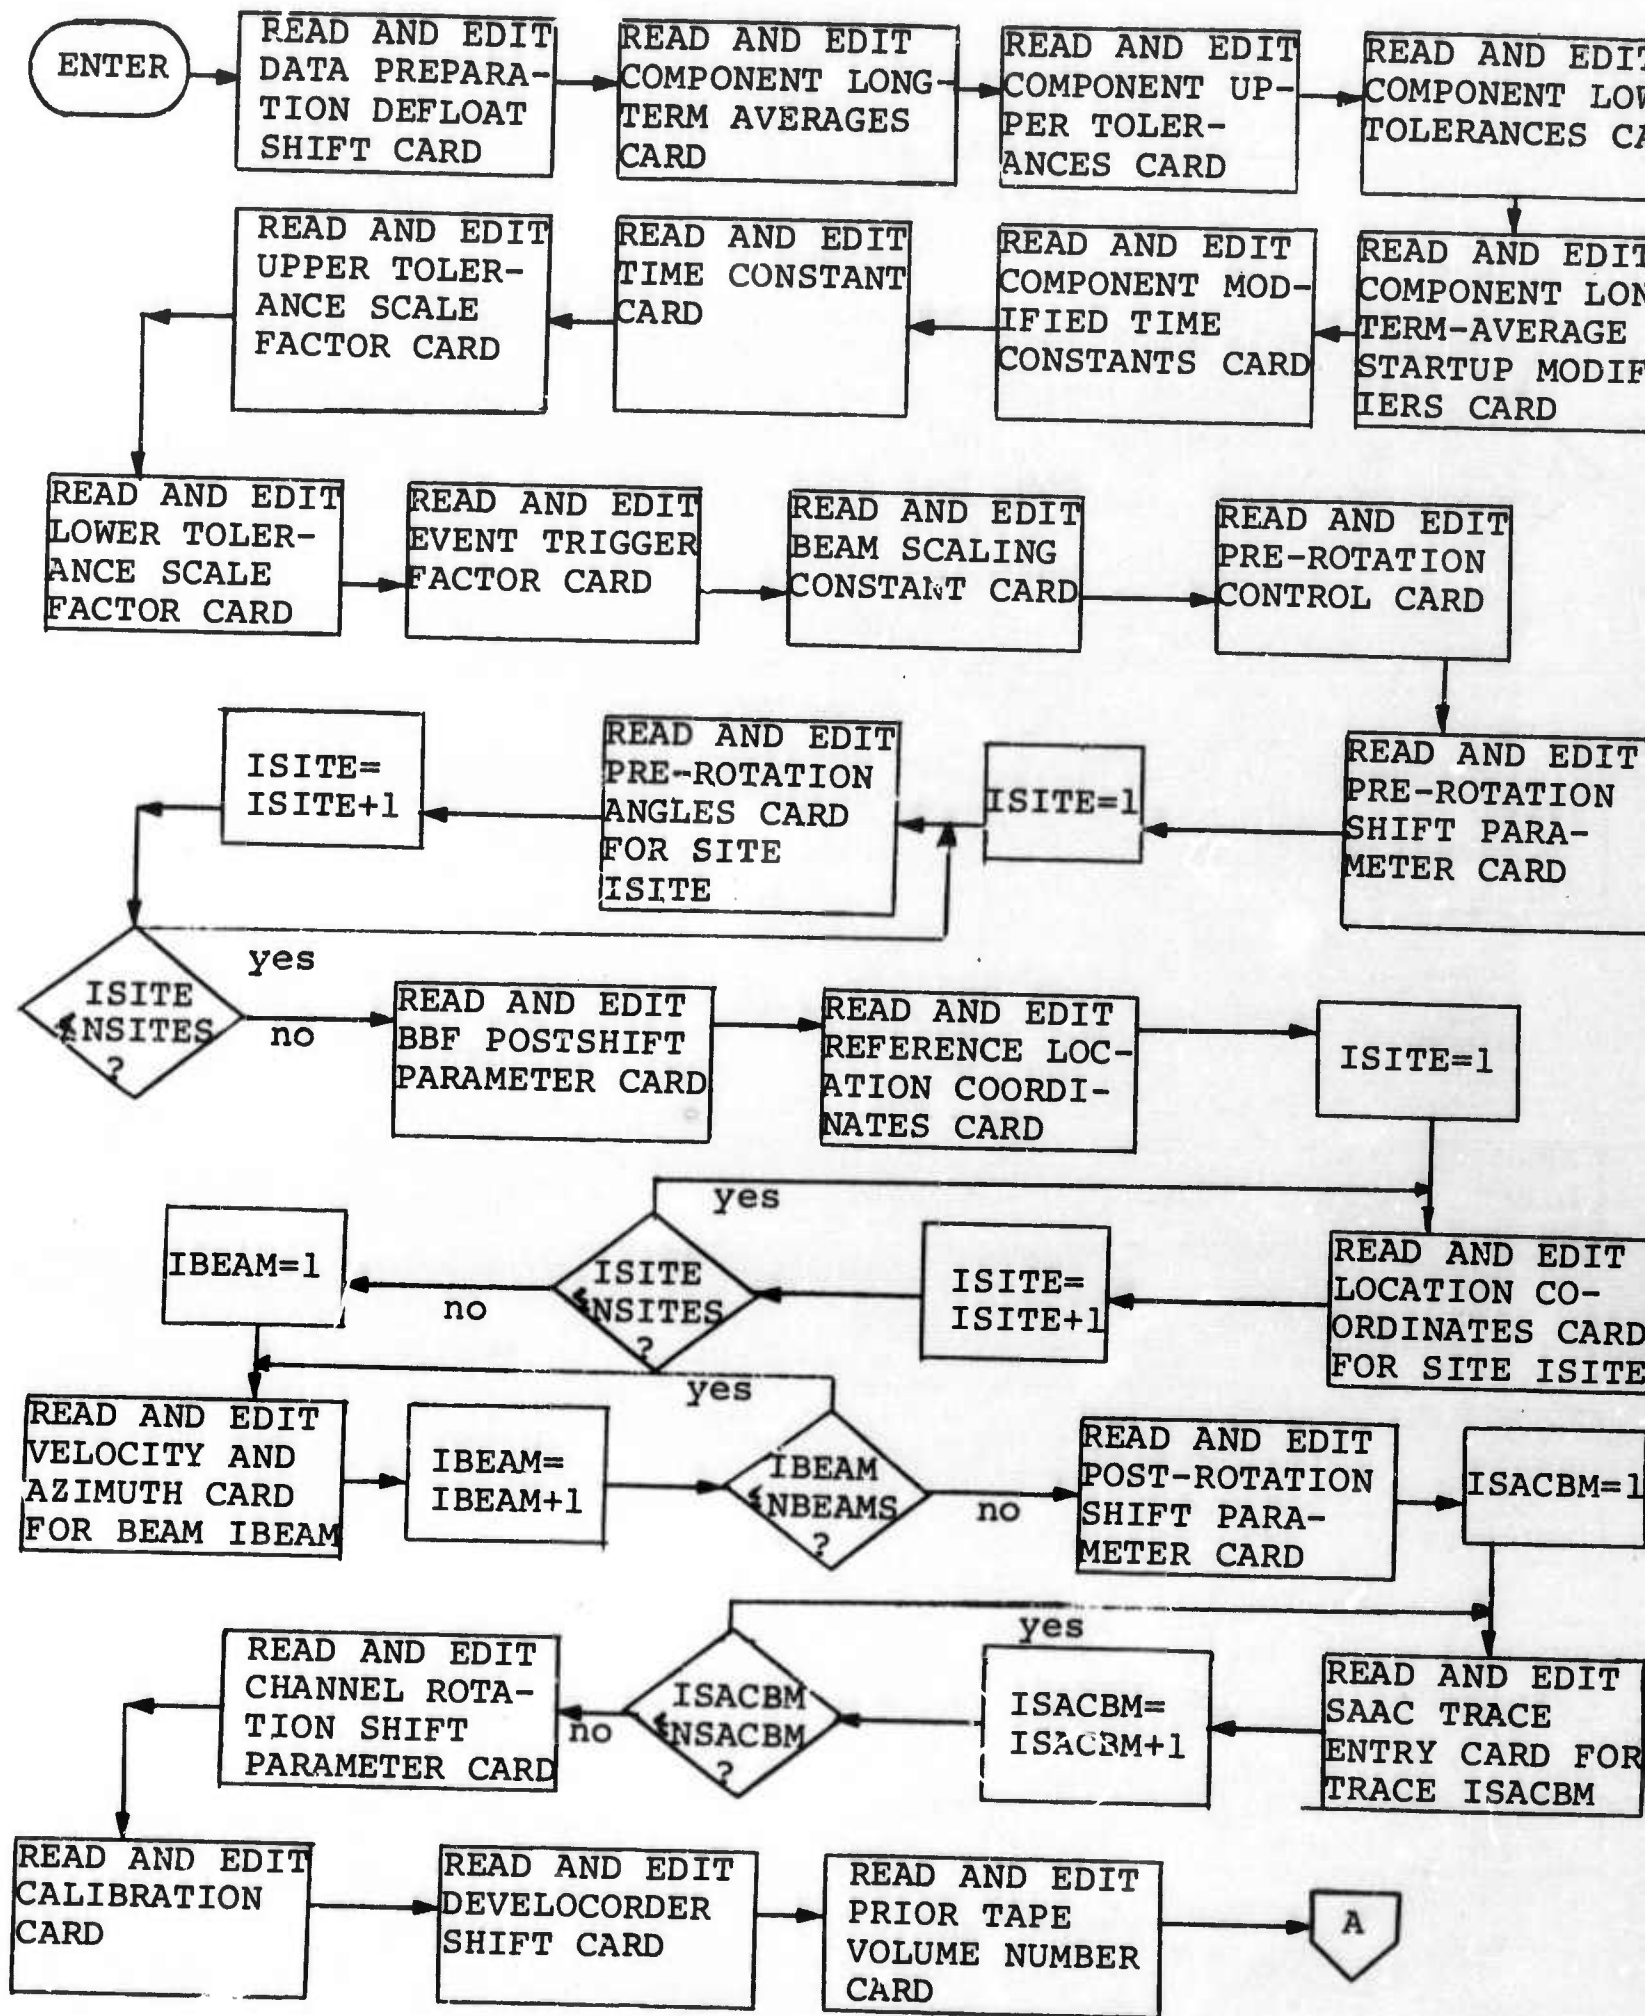 ENTER
READ AND EDIT
DATA PREPARA-
TION DEFLOAT
SHIFT CARD
READ AND EDIT
COMPONENT LONG-
TERM AVERAGES
CARD
READ AND EDIT
COMPONENT UP-
PER TOLER-
ANCES CARD
READ AND EDIT
COMPONENT LOW
TOLERANCES CA
READ AND EDIT
COMPONENT LON
TERM-AVERAGE
STARTUP MODIF
IERS CARD
READ AND EDIT
COMPONENT MOD-
IFIED TIME
CONSTANTS CARD
READ AND EDIT
TIME CONSTANT
CARD
READ AND EDIT
UPPER TOLER-
ANCE SCALE
FACTOR CARD
READ AND EDIT
LOWER TOLER-
ANCE SCALE
FACTOR CARD
READ AND EDIT
EVENT TRIGGER
FACTOR CARD
READ AND EDIT
BEAM SCALING
CONSTANT CARD
READ AND EDIT
PRE-ROTATION
CONTROL CARD
READ AND EDIT
PRE-ROTATION
SHIFT PARA-
METER CARD
ISITE=1
READ AND EDIT
PRE-ROTATION
ANGLES CARD
FOR SITE
ISITE
ISITE=
ISITE+1
yes
ISITE
≤NSITES
?
no
READ AND EDIT
BBF POSTSHIFT
PARAMETER CARD
READ AND EDIT
REFERENCE LOC-
ATION COORDI-
NATES CARD
ISITE=1
READ AND EDIT
LOCATION CO-
ORDINATES CARD
FOR SITE ISITE
ISITE=
ISITE+1
yes
ISITE
≤NSITES
?
no
IBEAM=1
READ AND EDIT
VELOCITY AND
AZIMUTH CARD
FOR BEAM IBEAM
IBEAM=
IBEAM+1
yes
IBEAM
≤NBEAMS
?
no
READ AND EDIT
POST-ROTATION
SHIFT PARA-
METER CARD
ISACBM=1
READ AND EDIT
SAAC TRACE
ENTRY CARD FOR
TRACE ISACBM
ISACBM=
ISACBM+1
yes
ISACBM
≤NSACBM
?
no
READ AND EDIT
CHANNEL ROTA-
TION SHIFT
PARAMETER CARD
READ AND EDIT
CALIBRATION
CARD
READ AND EDIT
DEVELOCORDER
SHIFT CARD
READ AND EDIT
PRIOR TAPE
VOLUME NUMBER
CARD
A